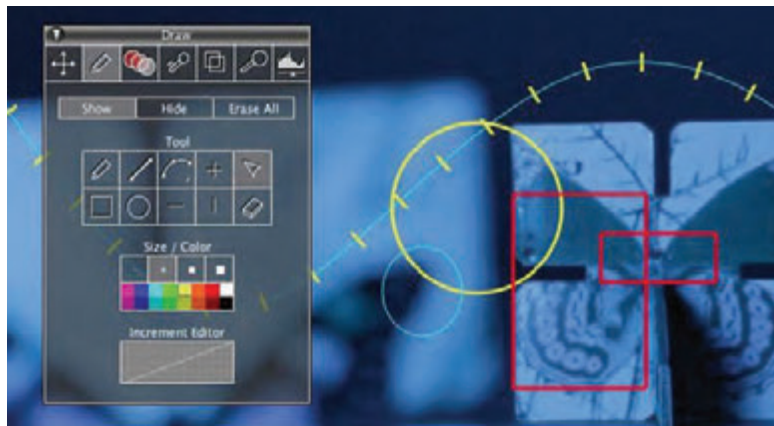 Draw
Show Hide Erase All
Tool
Size / Color
Increment Editor